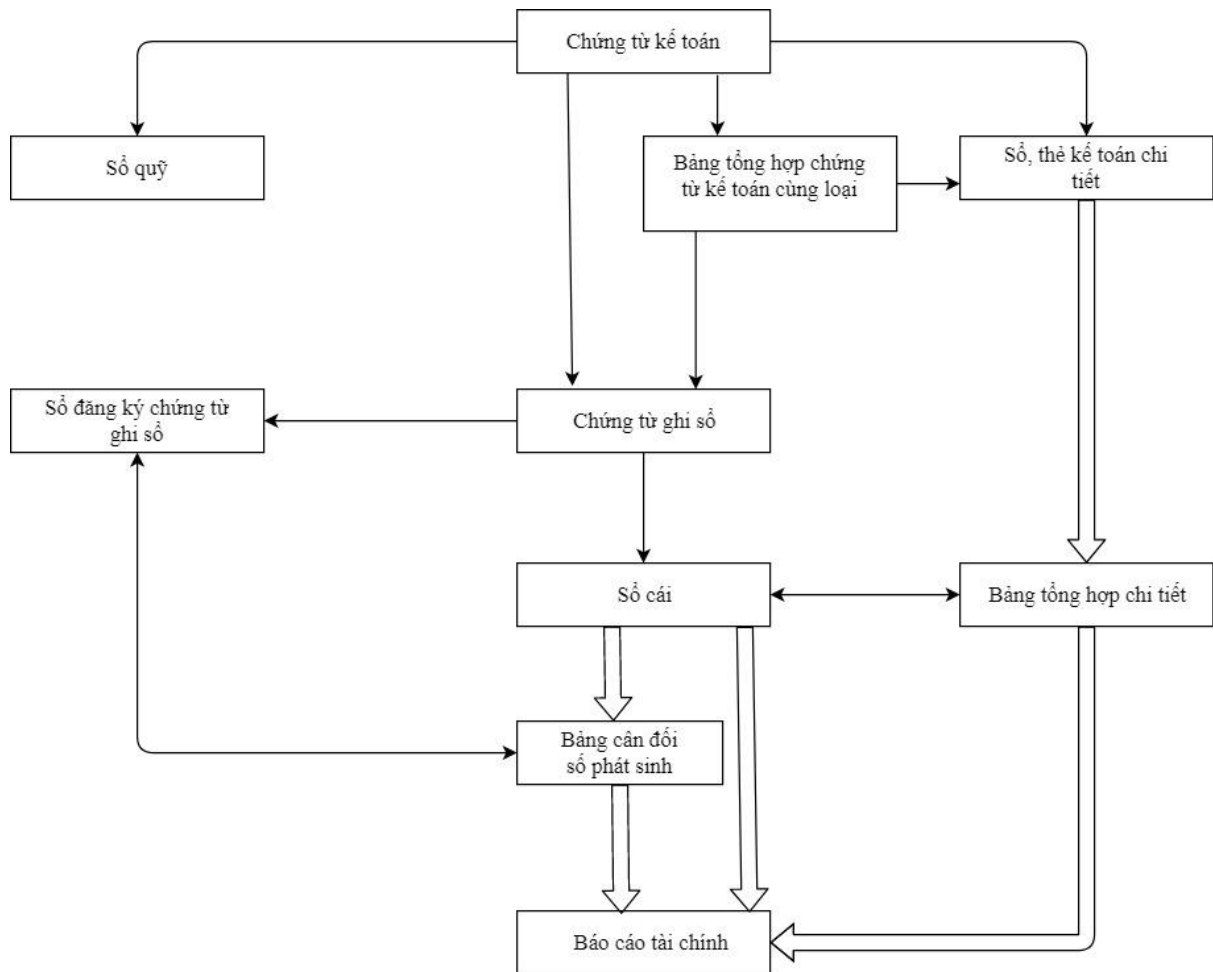 Chứng từ kế toán
Sổ quỹ
Bảng tổng hợp chứng
từ kế toán cùng loại
Sổ, thẻ kế toán chi
tiết
Sổ đăng ký chứng từ
ghi sổ
Chứng từ ghi sổ
Sổ cái
Bảng tổng hợp chi tiết
Bảng cân đối
số phát sinh
Báo cáo tài chính